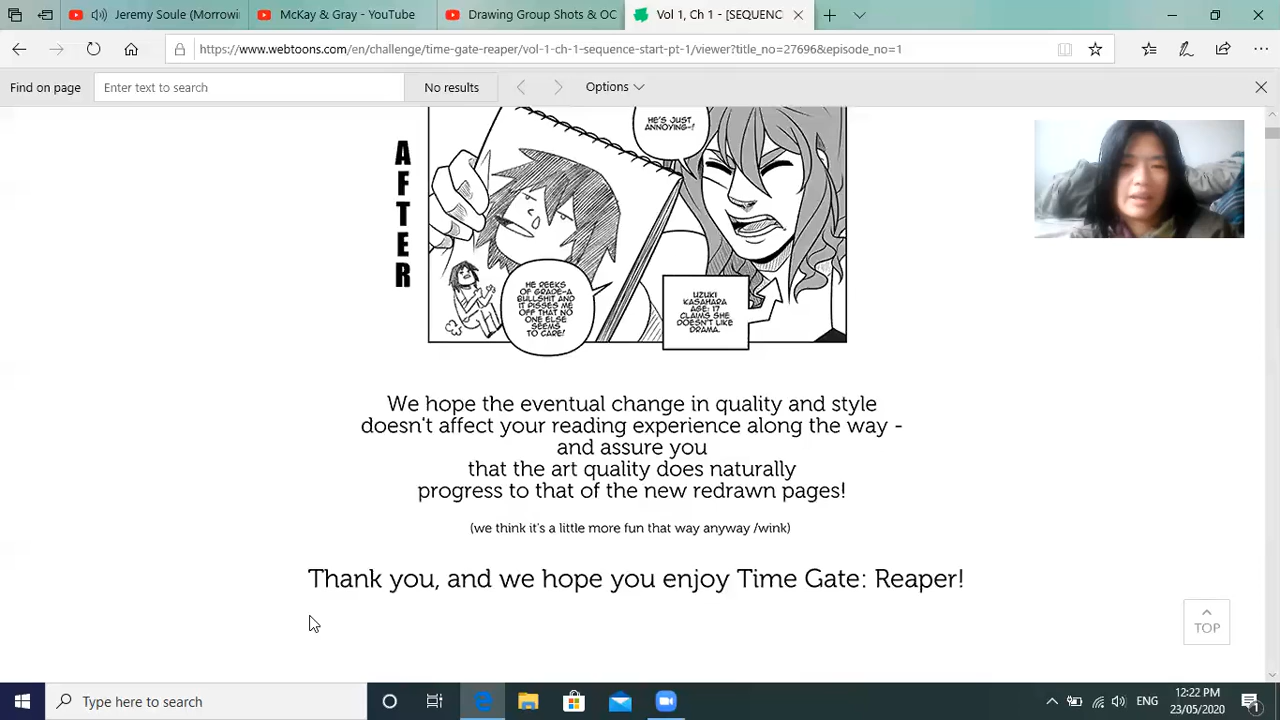 Jeremy Soule (Morrowi
McKay & Gray - YouTube
Drawing Group Shots & OC
Vol 1, Ch 1 - [SEQUENC
https://www.webtoons.com/en/challenge/time-gate-reaper/vol-1-ch-1-sequence-start-pt-1/viewer?title_no=27696&episode_no=1
Find on page
Enter text to search
No results
Options
HE'S JUST
ANNOYING-!
AFTER
HE REEKS
OF GRADE-A
BULLSHIT AND
IT PISSES ME
OFF THAT NO
ONE ELSE
SEEMS
TO CARE!
UZUKI
KASAHARA
AGE: 17
CLAIMS SHE
DOESN'T LIKE
DRAMA.
We hope the eventual change in quality and style
doesn't affect your reading experience along the way -
and assure you
that the art quality does naturally
progress to that of the new redrawn pages!
(we think it's a little more fun that way anyway /wink)
Thank you, and we hope you enjoy Time Gate: Reaper!
TOP
Type here to search
ENG
12:22 PM
23/05/2020
1